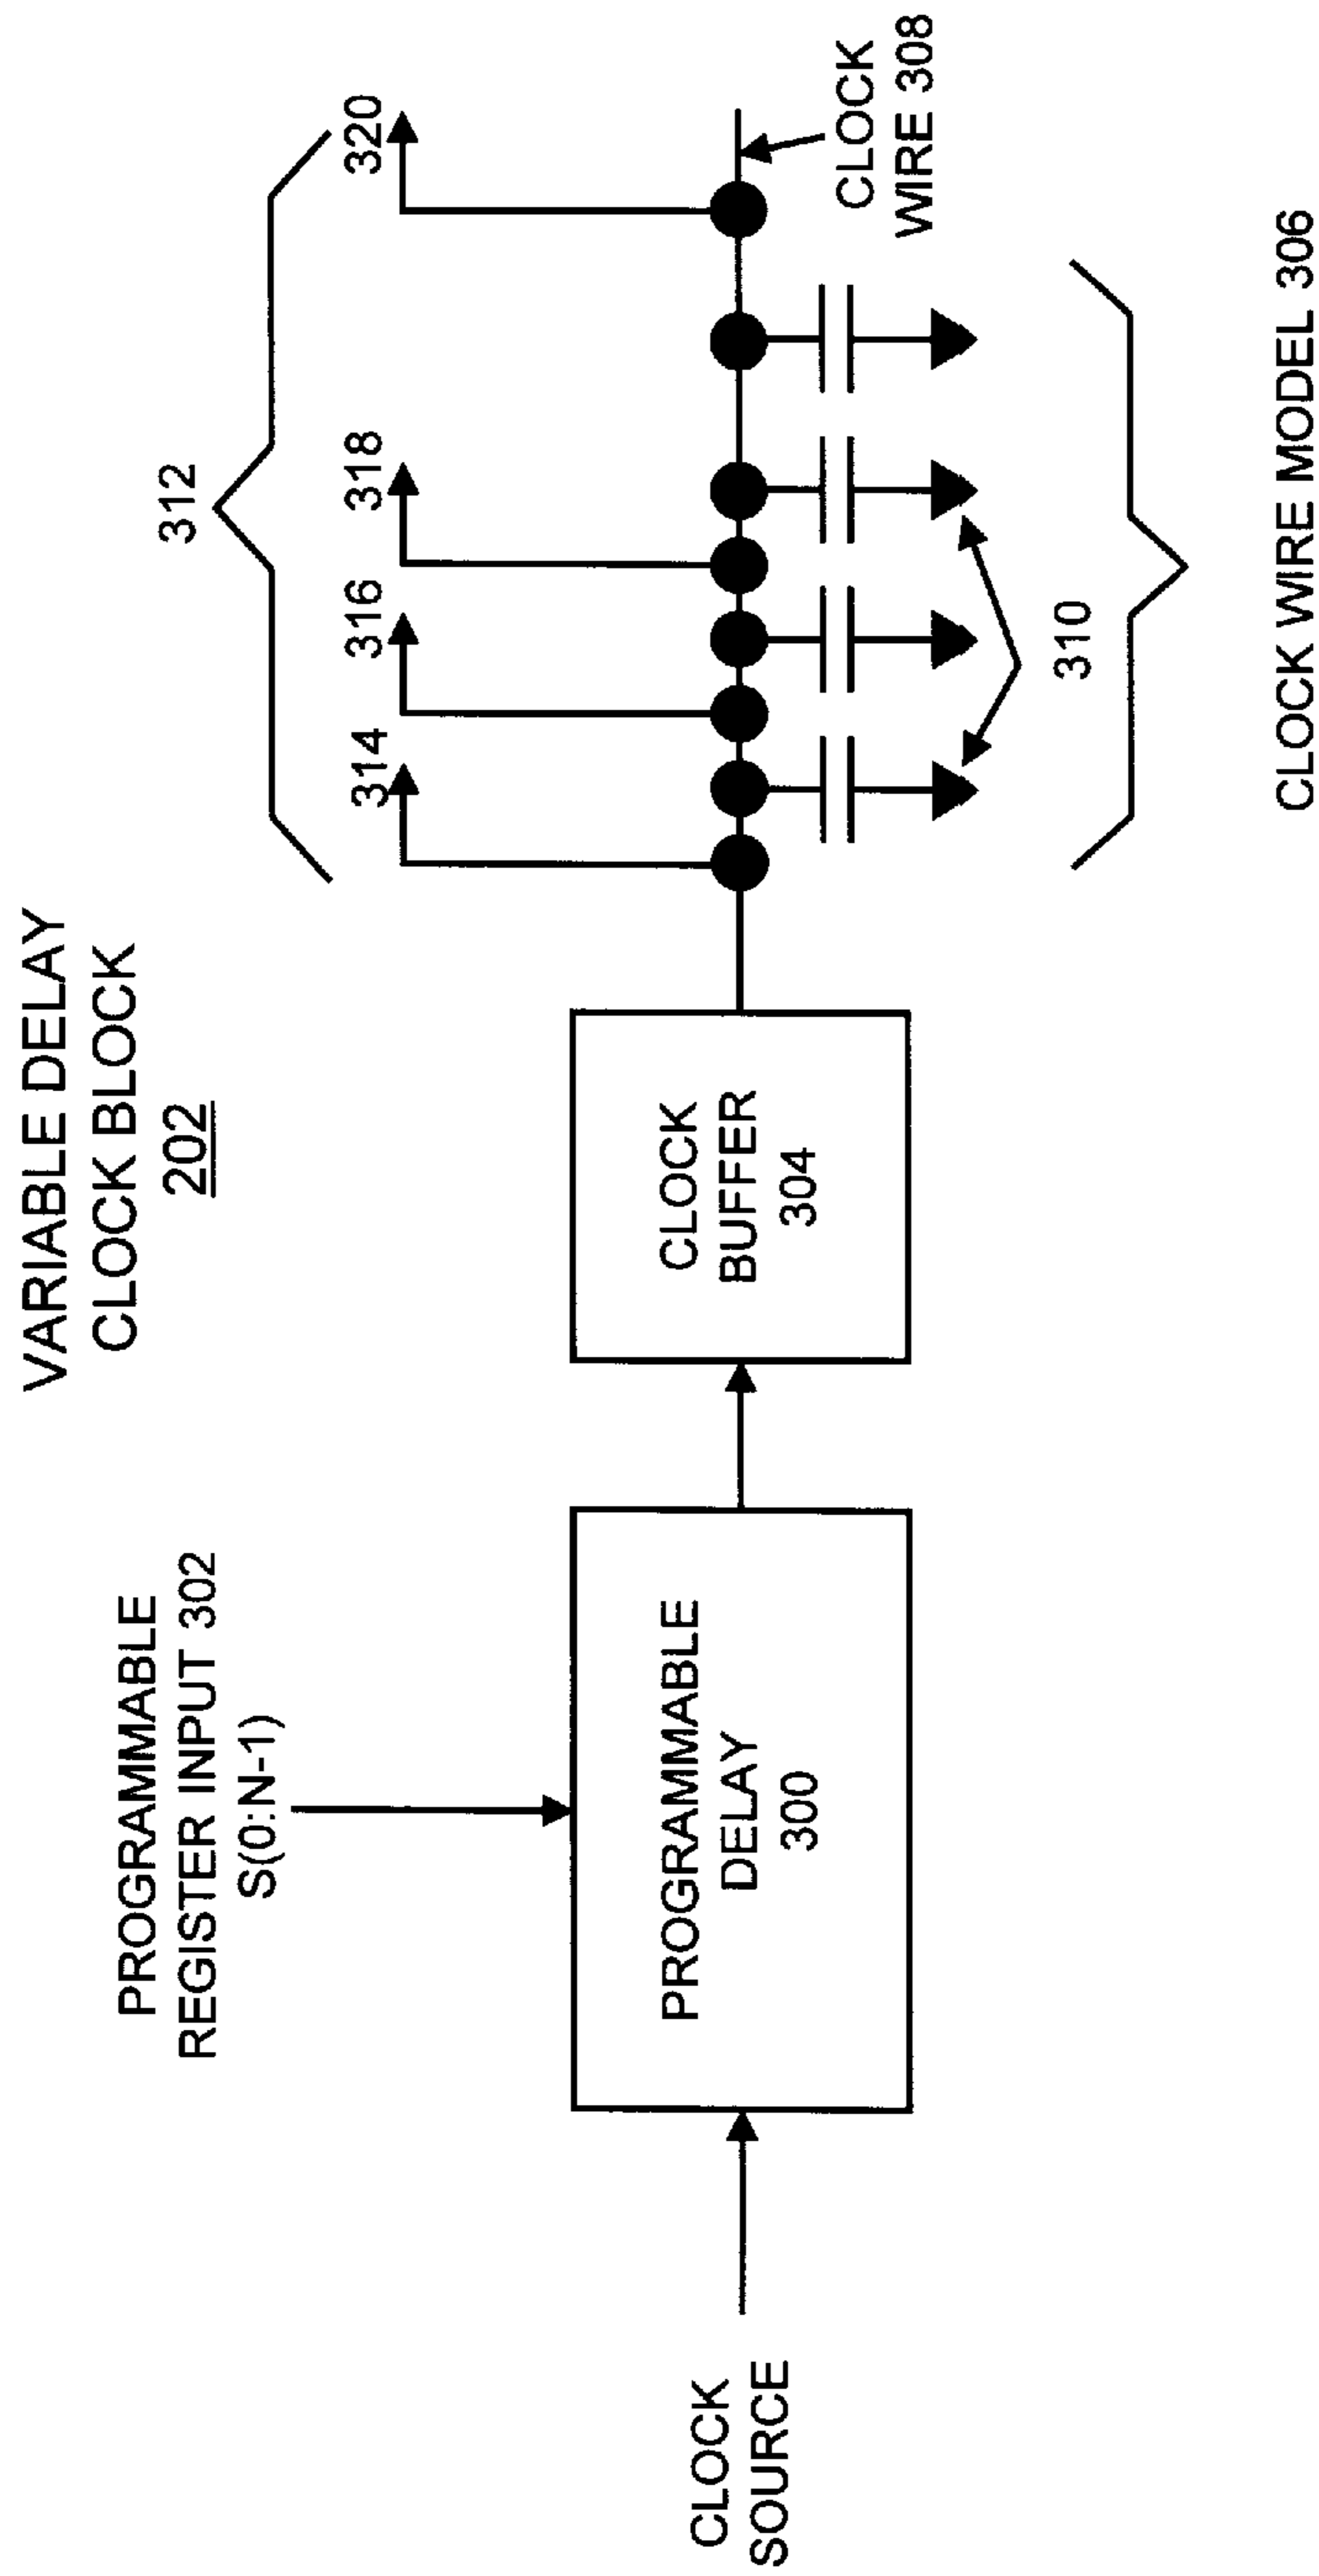 VARIABLE DELAY
CLOCK BLOCK
202
PROGRAMMABLE
REGISTER INPUT 302
S(0:N-1)
312
314
316
318
320
CLOCK
SOURCE
PROGRAMMABLE
DELAY
300
CLOCK
BUFFER
304
CLOCK
WIRE 308
310
CLOCK WIRE MODEL 306